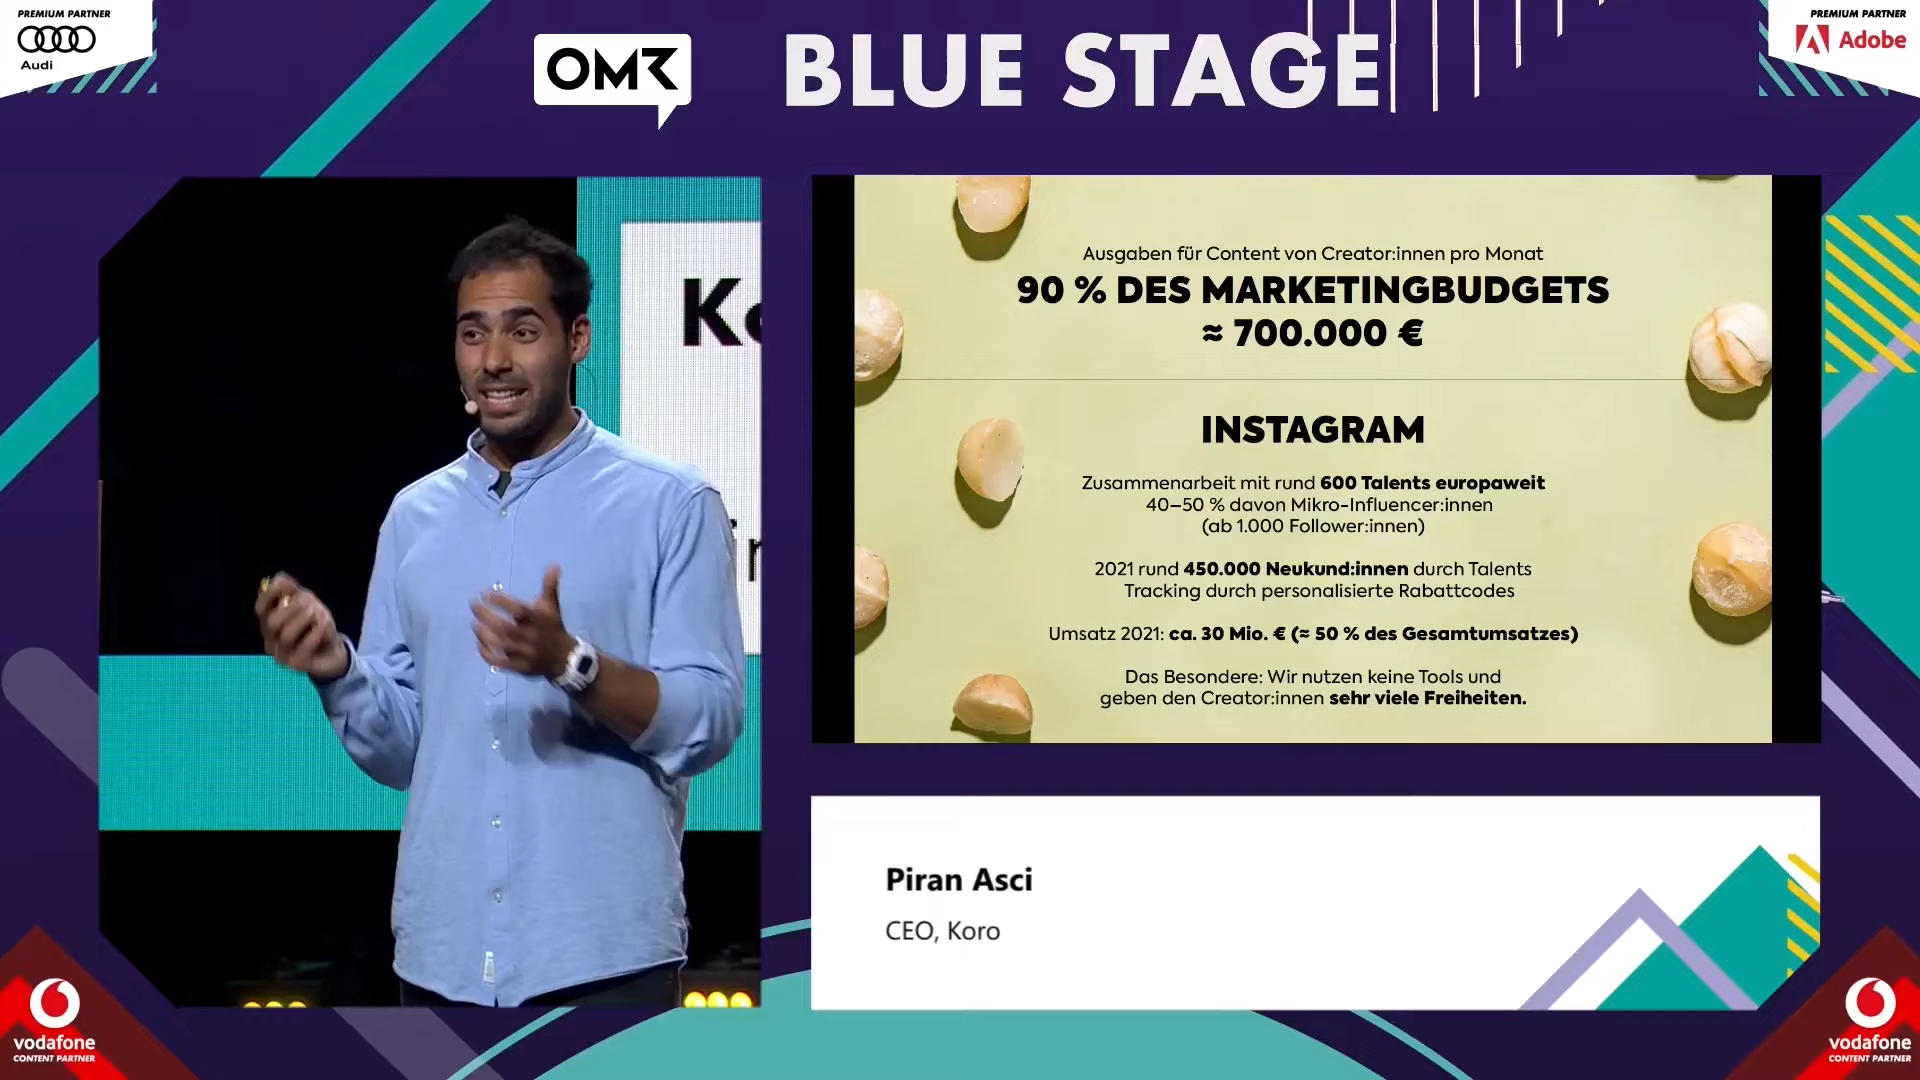 PREMIUM PARTNER
Audi
OMR
BLUE STAGE
PREMIUM PARTNER
Adobe
Ausgaben für Content von Creator:innen pro Monat
90 % DES MARKETINGBUDGETS
≈ 700.000 €
INSTAGRAM
Zusammenarbeit mit rund 600 Talents europaweit
40–50 % davon Mikro-Influencer:innen
(ab 1.000 Follower:innen)
2021 rund 450.000 Neukund:innen durch Talents
Tracking durch personalisierte Rabattcodes
Umsatz 2021: ca. 30 Mio. € (≈ 50 % des Gesamtumsatzes)
Das Besondere: Wir nutzen keine Tools und
geben den Creator:innen sehr viele Freiheiten.
Piran Asci
CEO, Koro
vodafone
CONTENT PARTNER
vodafone
CONTENT PARTNER